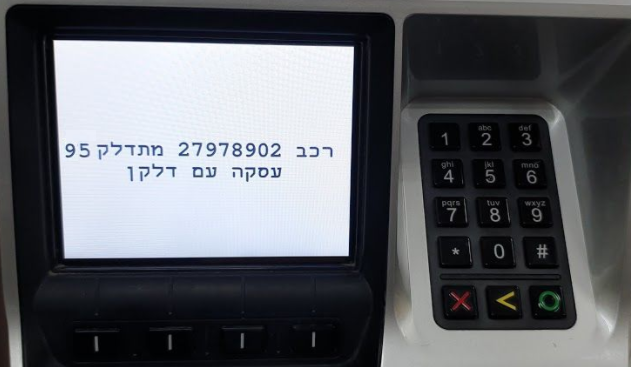 רכב 27978902 מתדלק 95
עסקה עם דלקן
1 abc 2 def 3
ghi 4 jkl 5 mno 6
pqrs 7 tuv 8 wxyz 9
* 0 #